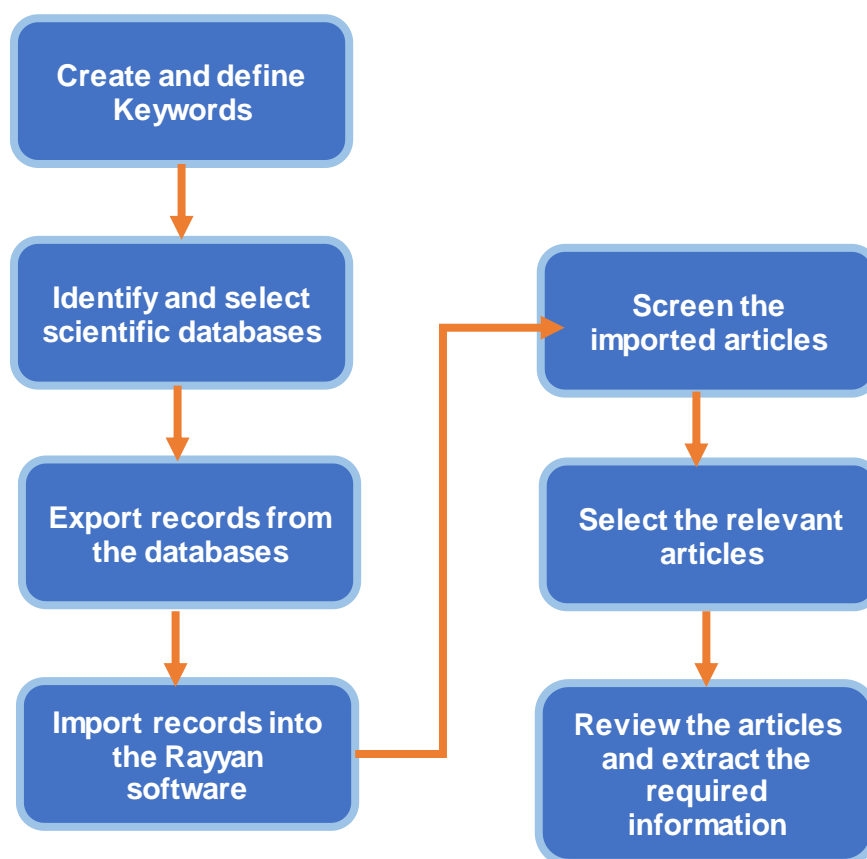 Create and define
Keywords
Identify and select
scientific databases
Export records from
the databases
Import records into
the Rayyan
software
Screen the
imported articles
Select the relevant
articles
Review the articles
and extract the
required
information